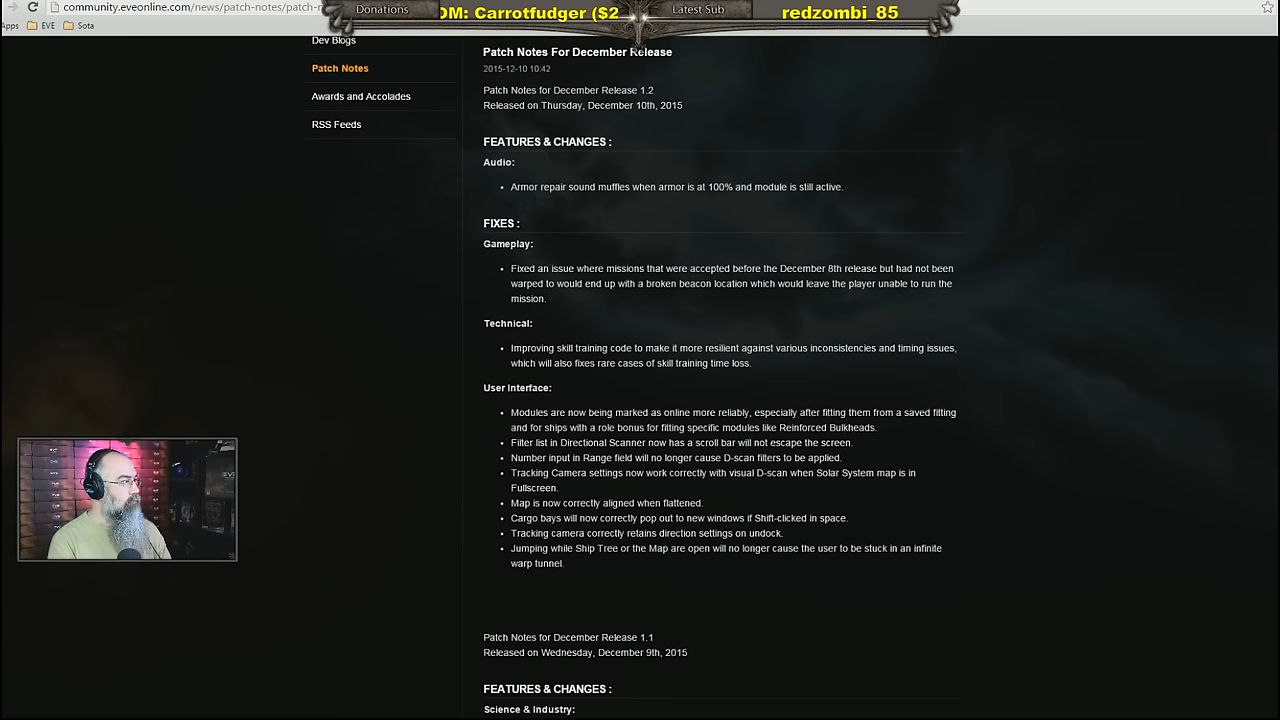 community.eveonline.com/news/patch-notes/patch-n
Donations
OM: Carrotfudger ($2
Latest Sub
redzombi_85
Apps
EVE
Sota
Dev Blogs
Patch Notes
Awards and Accolades
RSS Feeds
Patch Notes For December Release
2015-12-10 10:42
Patch Notes for December Release 1.2
Released on Thursday, December 10th, 2015
FEATURES & CHANGES :
Audio:
• Armor repair sound muffles when armor is at 100% and module is still active.
FIXES :
Gameplay:
• Fixed an issue where missions that were accepted before the December 8th release but had not been
warped to would end up with a broken beacon location which would leave the player unable to run the
mission.
Technical:
• Improving skill training code to make it more resilient against various inconsistencies and timing issues,
which will also fixes rare cases of skill training time loss.
User Interface:
• Modules are now being marked as online more reliably, especially after fitting them from a saved fitting
and for ships with a role bonus for fitting specific modules like Reinforced Bulkheads.
• Filter list in Directional Scanner now has a scroll bar will not escape the screen.
• Number input in Range field will no longer cause D-scan filters to be applied.
• Tracking Camera settings now work correctly with visual D-scan when Solar System map is in
Fullscreen.
• Map is now correctly aligned when flattened.
• Cargo bays will now correctly pop out to new windows if Shift-clicked in space.
• Tracking camera correctly retains direction settings on undock.
• Jumping while Ship Tree or the Map are open will no longer cause the user to be stuck in an infinite
warp tunnel.
Patch Notes for December Release 1.1
Released on Wednesday, December 9th, 2015
FEATURES & CHANGES :
Science & Industry: